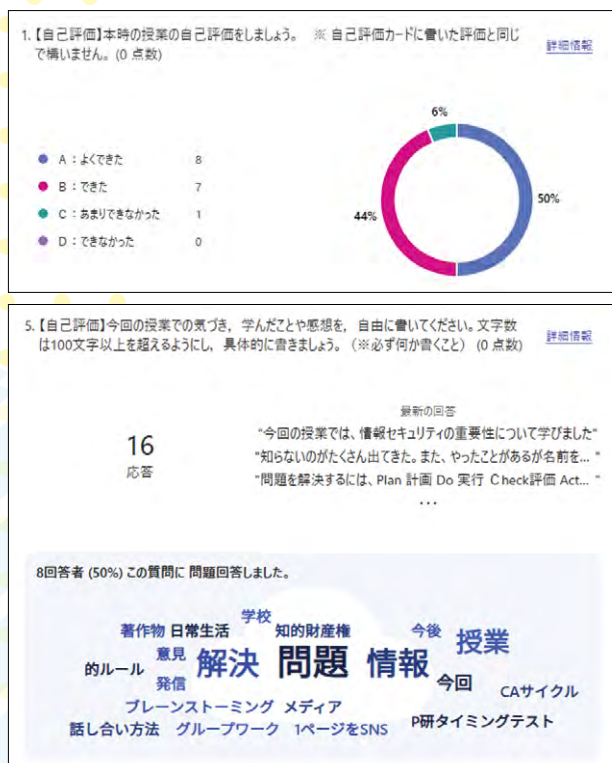 1.【自己評価】本時の授業の自己評価をしましょう。 ※ 自己評価カードに書いた評価と同じ
で構いません。(0 点数)
詳細情報
A：よくできた 8
B：できた 7
C：あまりできなかった 1
D：できなかった 0
6%
50%
44%
5.【自己評価】今回の授業での気づき，学んだことや感想を，自由に書いてください。文字数
は100文字以上を超えるようにし，具体的に書きましょう。（※必ず何か書くこと） (0 点数)
詳細情報
16
応答
最新の回答
"今回の授業では、情報セキュリティの重要性について学びました"
"知らないのがたくさん出てきた。また、やったことがあるが名前を... "
"問題を解決するには、Plan 計画 Do 実行 Check評価 Act... "
...
8回答者 (50%) この質問に 問題回答しました。
学校
著作物 日常生活 知的財産権 今後 授業
的ルール 意見 解決 問題 情報 今回
発信 CAサイクル
ブレーンストーミング メディア P研タイミングテスト
話し合い方法 グループワーク 1ページをSNS